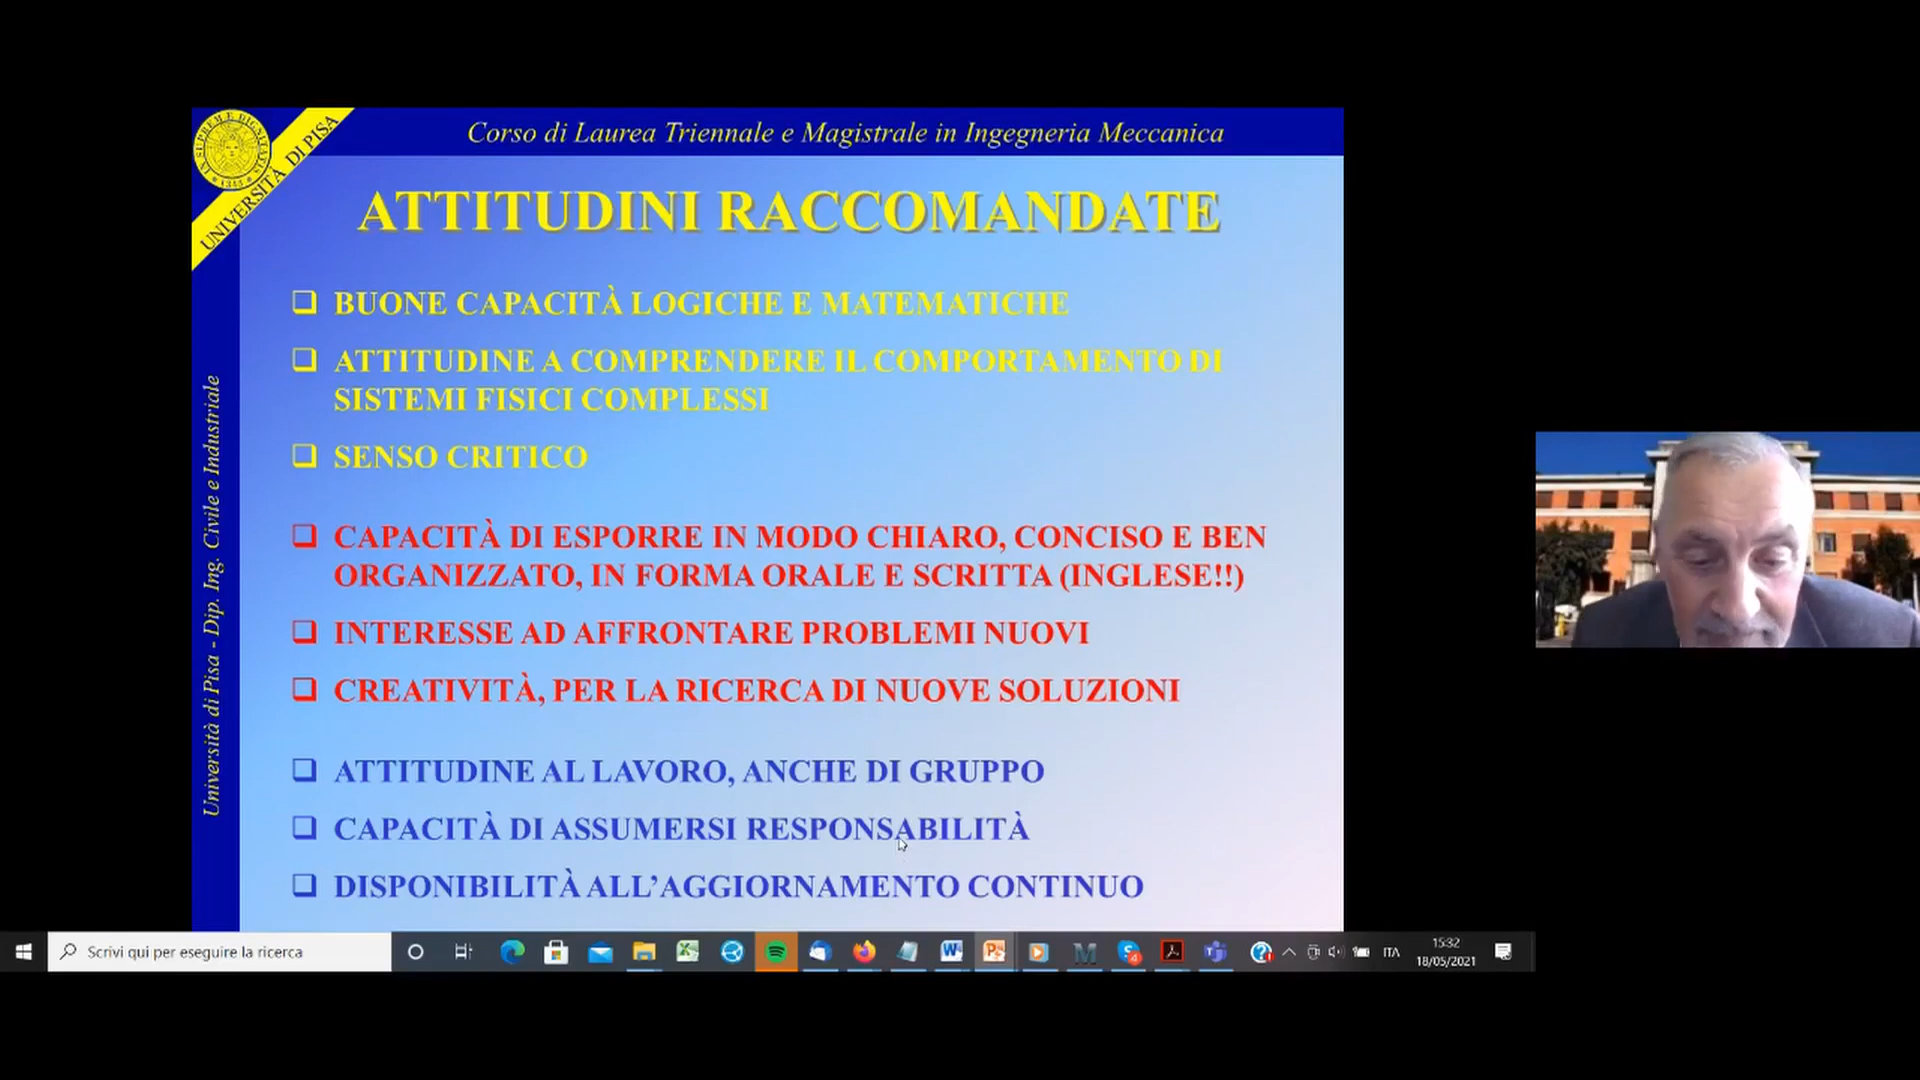 Corso di Laurea Triennale e Magistrale in Ingegneria Meccanica
IN SUPREMÆ DIGNITATIS
1343
UNIVERSITÀ DI PISA
Università di Pisa - Dip. Ing. Civile e Industriale
ATTITUDINI RACCOMANDATE
BUONE CAPACITÀ LOGICHE E MATEMATICHE
ATTITUDINE A COMPRENDERE IL COMPORTAMENTO DI
SISTEMI FISICI COMPLESSI
SENSO CRITICO
CAPACITÀ DI ESPORRE IN MODO CHIARO, CONCISO E BEN
ORGANIZZATO, IN FORMA ORALE E SCRITTA (INGLESE!!)
INTERESSE AD AFFRONTARE PROBLEMI NUOVI
CREATIVITÀ, PER LA RICERCA DI NUOVE SOLUZIONI
ATTITUDINE AL LAVORO, ANCHE DI GRUPPO
CAPACITÀ DI ASSUMERSI RESPONSABILITÀ
DISPONIBILITÀ ALL’AGGIORNAMENTO CONTINUO
Scrivi qui per eseguire la ricerca
ITA
15:32
18/05/2021